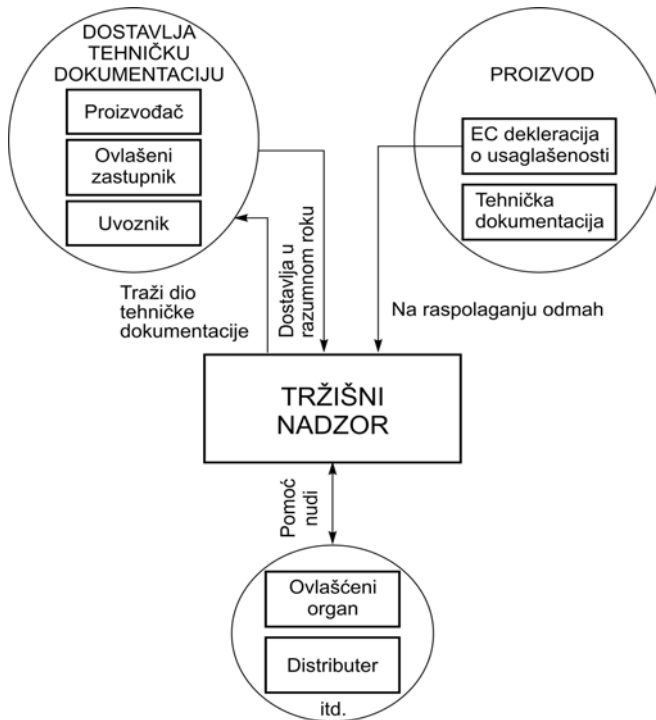 DOSTAVLJA
TEHNIČKU
DOKUMENTACIJU
Proizvođač
Ovlašeni
zastupnik
Uvoznik
PROIZVOD
EC dekleracija
o usaglašenosti
Tehnička
dokumentacija
Traži dio
tehničke
dokumentacije
Dostavlja u
razumnom roku
Na raspolaganju odmah
TRŽIŠNI
NADZOR
Pomoć
nudi
Ovlašćeni
organ
Distributer
itd.